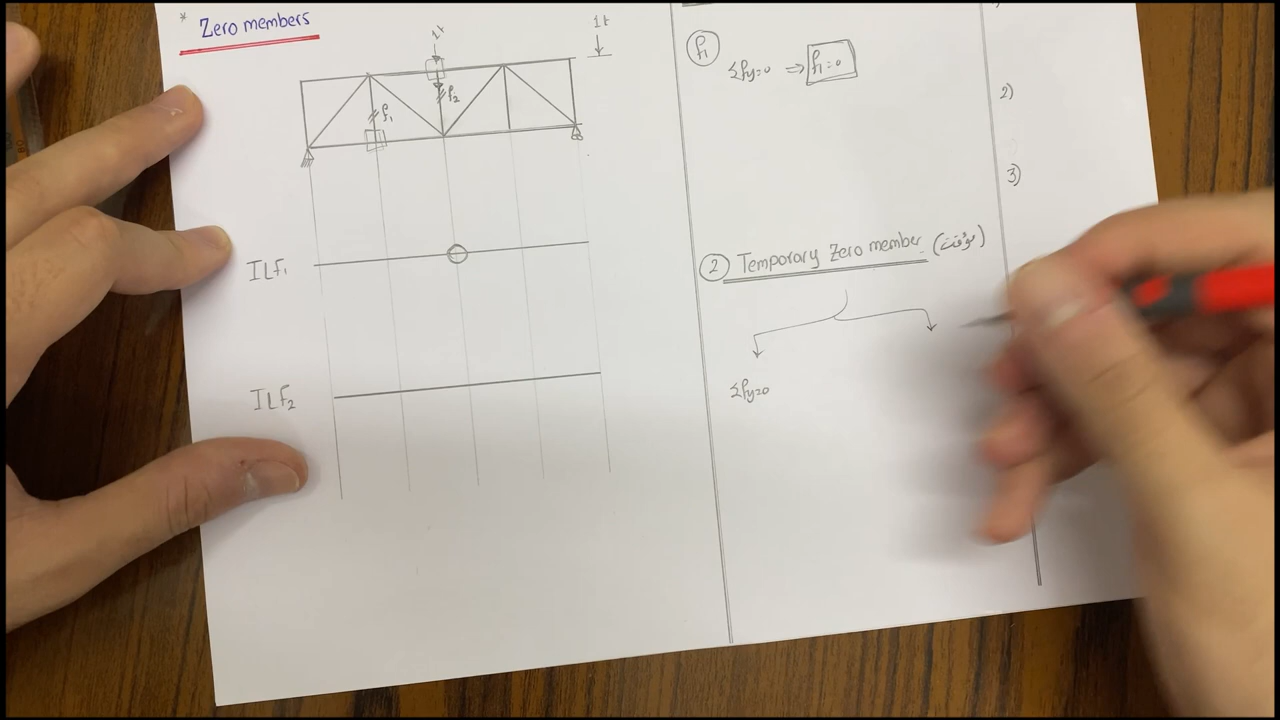 * Zero members
1t
1t
f₂
f₁
ILf₁
ILf₂
f₁
Σfy=0 ⇒ f₁=0
2 Temporary Zero member (مؤقت)
Σfy=0
2)
3)